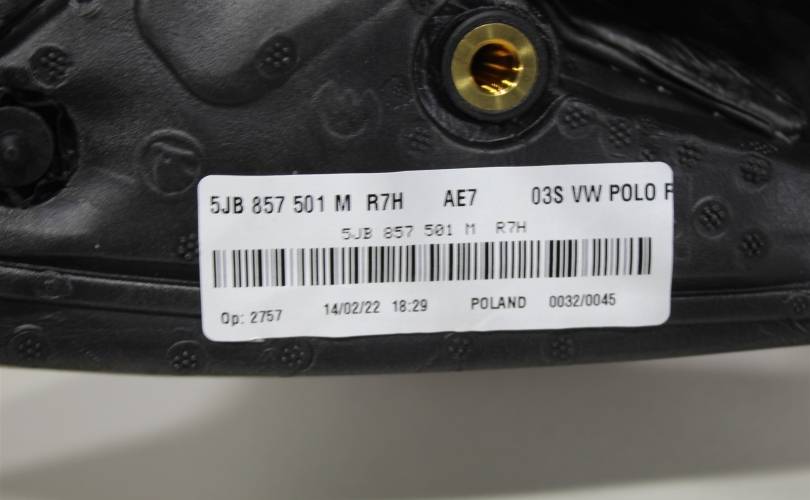 5JB 857 501 M R7H AE7 03S VW POLO F
5JB 857 501 M R7H
Op: 2757 14/02/22 18:29 POLAND 0032/0045